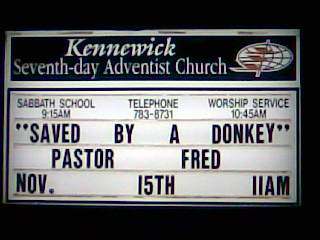 Kennewick
Seventh-day Adventist Church
SABBATH SCHOOL TELEPHONE WORSHIP SERVICE
9:15AM 783-8731 10:45AM
"SAVED BY A DONKEY"
PASTOR FRED
NOV. 15TH 11AM